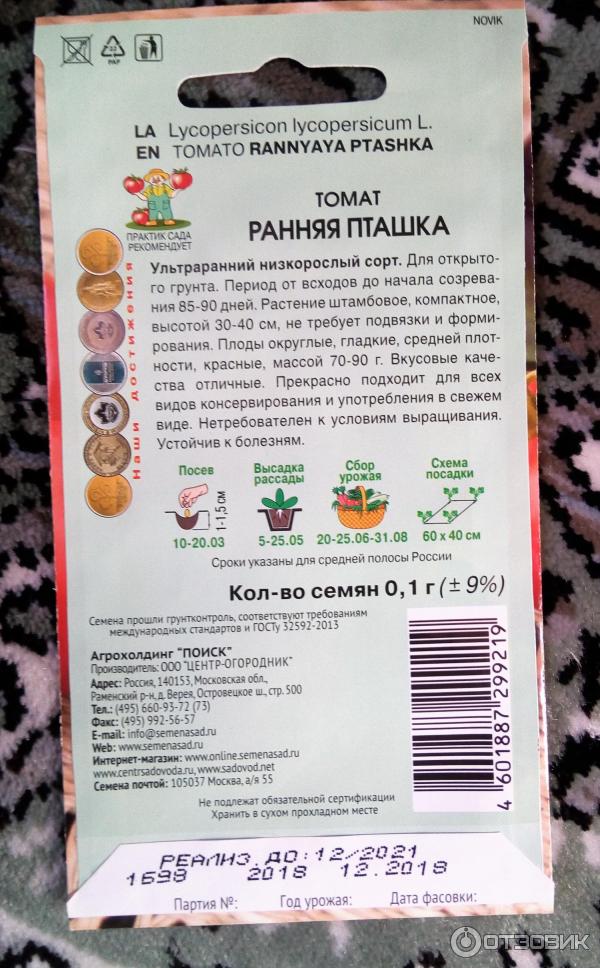 NOVIK
22
PAP
LA Lycopersicon lycopersicum L.
EN TOMATO RANNYAYA PTASHKA
ПРАКТИК САДА
РЕКОМЕНДУЕТ
ТОМАТ
РАННЯЯ ПТАШКА
Наши достижения
Ультраранний низкорослый сорт. Для открыто-
го грунта. Период от всходов до начала созрева-
ния 85-90 дней. Растение штамбовое, компактное,
высотой 30-40 см, не требует подвязки и форми-
рования. Плоды округлые, гладкие, средней плот-
ности, красные, массой 70-90 г. Вкусовые каче-
ства отличные. Прекрасно подходит для всех
видов консервирования и употребления в свежем
виде. Нетребователен к условиям выращивания.
Устойчив к болезням.
Посев
1-1,5 см
10-20.03
Высадка
рассады
5-25.05
Сбор
урожая
20-25.06-31.08
Схема
посадки
60 x 40 см
Сроки указаны для средней полосы России
Кол-во семян 0,1 г (± 9%)
Семена прошли грунтконтроль, соответствуют требованиям
международных стандартов и ГОСТу 32592-2013
Агрохолдинг "ПОИСК"
Производитель: ООО "ЦЕНТР-ОГОРОДНИК"
Адрес: Россия, 140153, Московская обл.,
Раменский р-н, д. Верея, Островецкое ш., стр. 500
Тел.: (495) 660-93-72 (73)
Факс: (495) 992-56-57
E-mail: info@semenasad.ru
Web: www.semenasad.ru
Интернет-магазин: www.online.semenasad.ru
www.centrsadovoda.ru, www.sadovod.net
Семена почтой: 105037 Москва, а/я 55
4 601887 299219
Не подлежат обязательной сертификации
Хранить в сухом прохладном месте
РЕАЛИЗ. ДО: 12/2021
1698 2018 12.2018
Партия №: Год урожая: Дата фасовки:
ОТЗОВИК